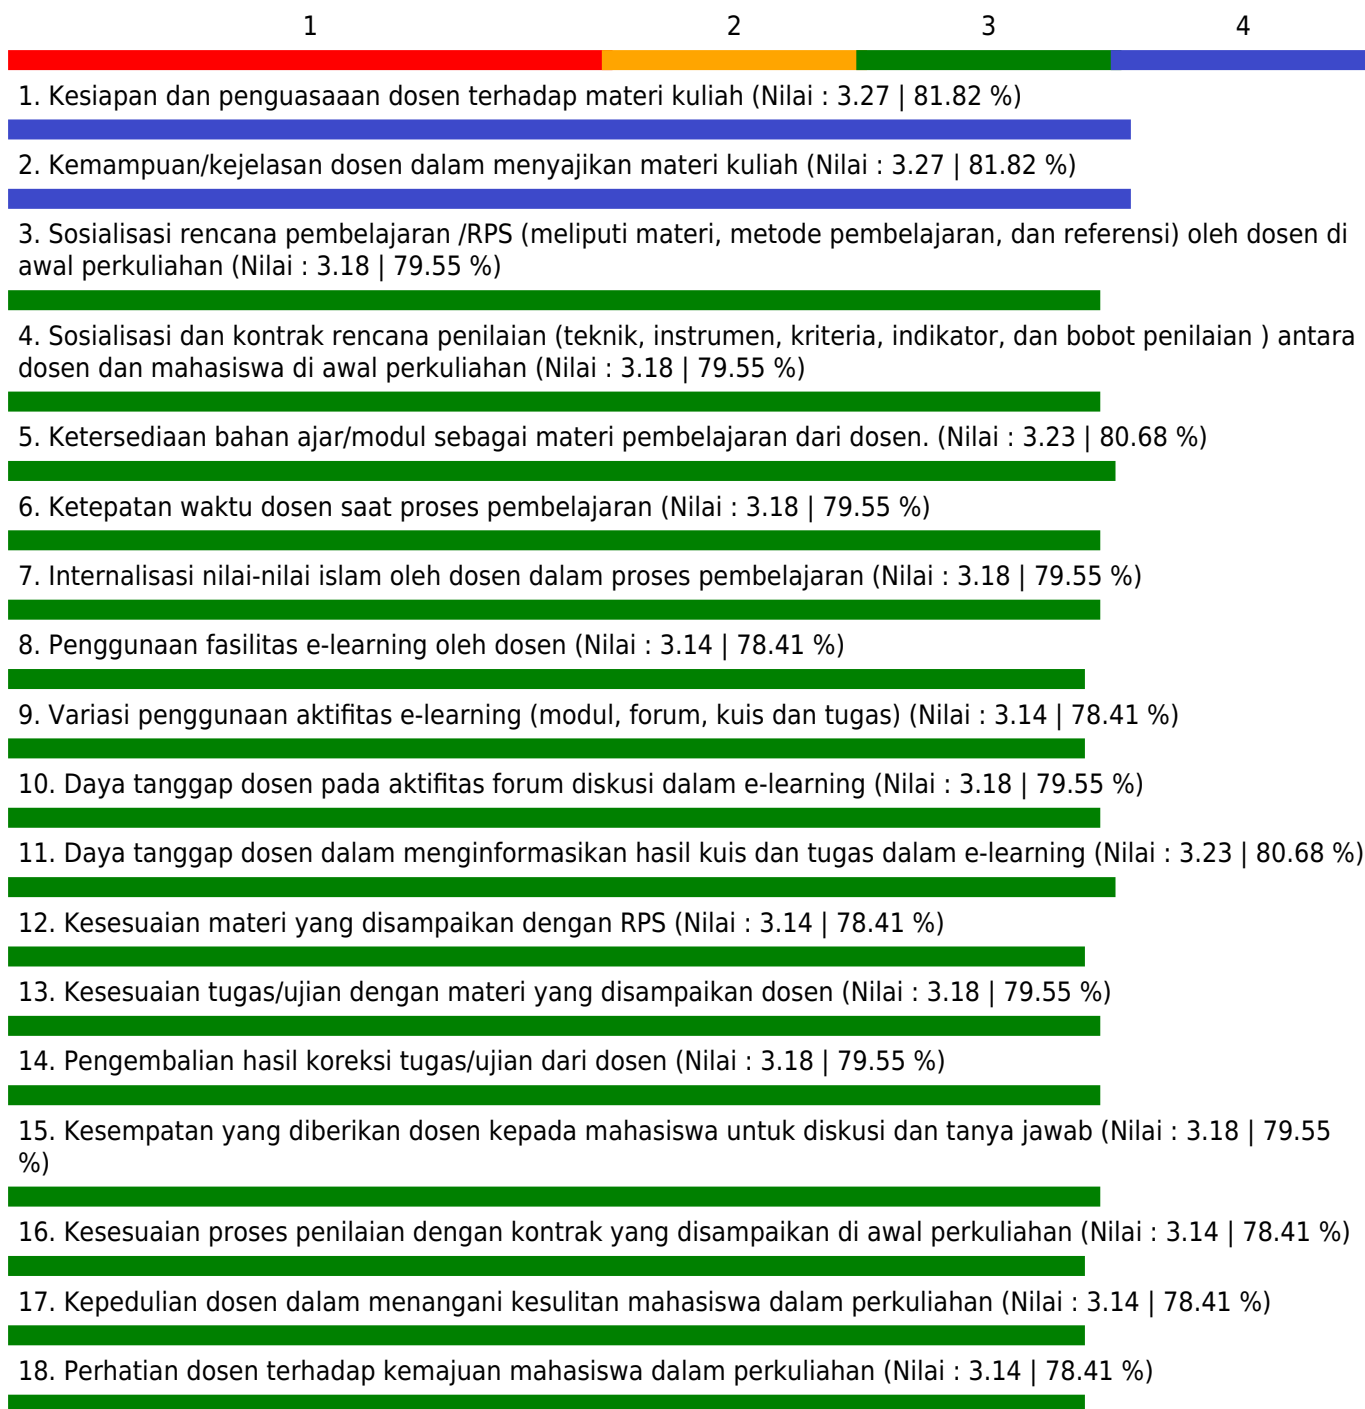 1 2 3 4
1. Kesiapan dan penguasaaan dosen terhadap materi kuliah (Nilai : 3.27 | 81.82 %)
2. Kemampuan/kejelasan dosen dalam menyajikan materi kuliah (Nilai : 3.27 | 81.82 %)
3. Sosialisasi rencana pembelajaran /RPS (meliputi materi, metode pembelajaran, dan referensi) oleh dosen di
awal perkuliahan (Nilai : 3.18 | 79.55 %)
4. Sosialisasi dan kontrak rencana penilaian (teknik, instrumen, kriteria, indikator, dan bobot penilaian ) antara
dosen dan mahasiswa di awal perkuliahan (Nilai : 3.18 | 79.55 %)
5. Ketersediaan bahan ajar/modul sebagai materi pembelajaran dari dosen. (Nilai : 3.23 | 80.68 %)
6. Ketepatan waktu dosen saat proses pembelajaran (Nilai : 3.18 | 79.55 %)
7. Internalisasi nilai-nilai islam oleh dosen dalam proses pembelajaran (Nilai : 3.18 | 79.55 %)
8. Penggunaan fasilitas e-learning oleh dosen (Nilai : 3.14 | 78.41 %)
9. Variasi penggunaan aktifitas e-learning (modul, forum, kuis dan tugas) (Nilai : 3.14 | 78.41 %)
10. Daya tanggap dosen pada aktifitas forum diskusi dalam e-learning (Nilai : 3.18 | 79.55 %)
11. Daya tanggap dosen dalam menginformasikan hasil kuis dan tugas dalam e-learning (Nilai : 3.23 | 80.68 %)
12. Kesesuaian materi yang disampaikan dengan RPS (Nilai : 3.14 | 78.41 %)
13. Kesesuaian tugas/ujian dengan materi yang disampaikan dosen (Nilai : 3.18 | 79.55 %)
14. Pengembalian hasil koreksi tugas/ujian dari dosen (Nilai : 3.18 | 79.55 %)
15. Kesempatan yang diberikan dosen kepada mahasiswa untuk diskusi dan tanya jawab (Nilai : 3.18 | 79.55
%)
16. Kesesuaian proses penilaian dengan kontrak yang disampaikan di awal perkuliahan (Nilai : 3.14 | 78.41 %)
17. Kepedulian dosen dalam menangani kesulitan mahasiswa dalam perkuliahan (Nilai : 3.14 | 78.41 %)
18. Perhatian dosen terhadap kemajuan mahasiswa dalam perkuliahan (Nilai : 3.14 | 78.41 %)